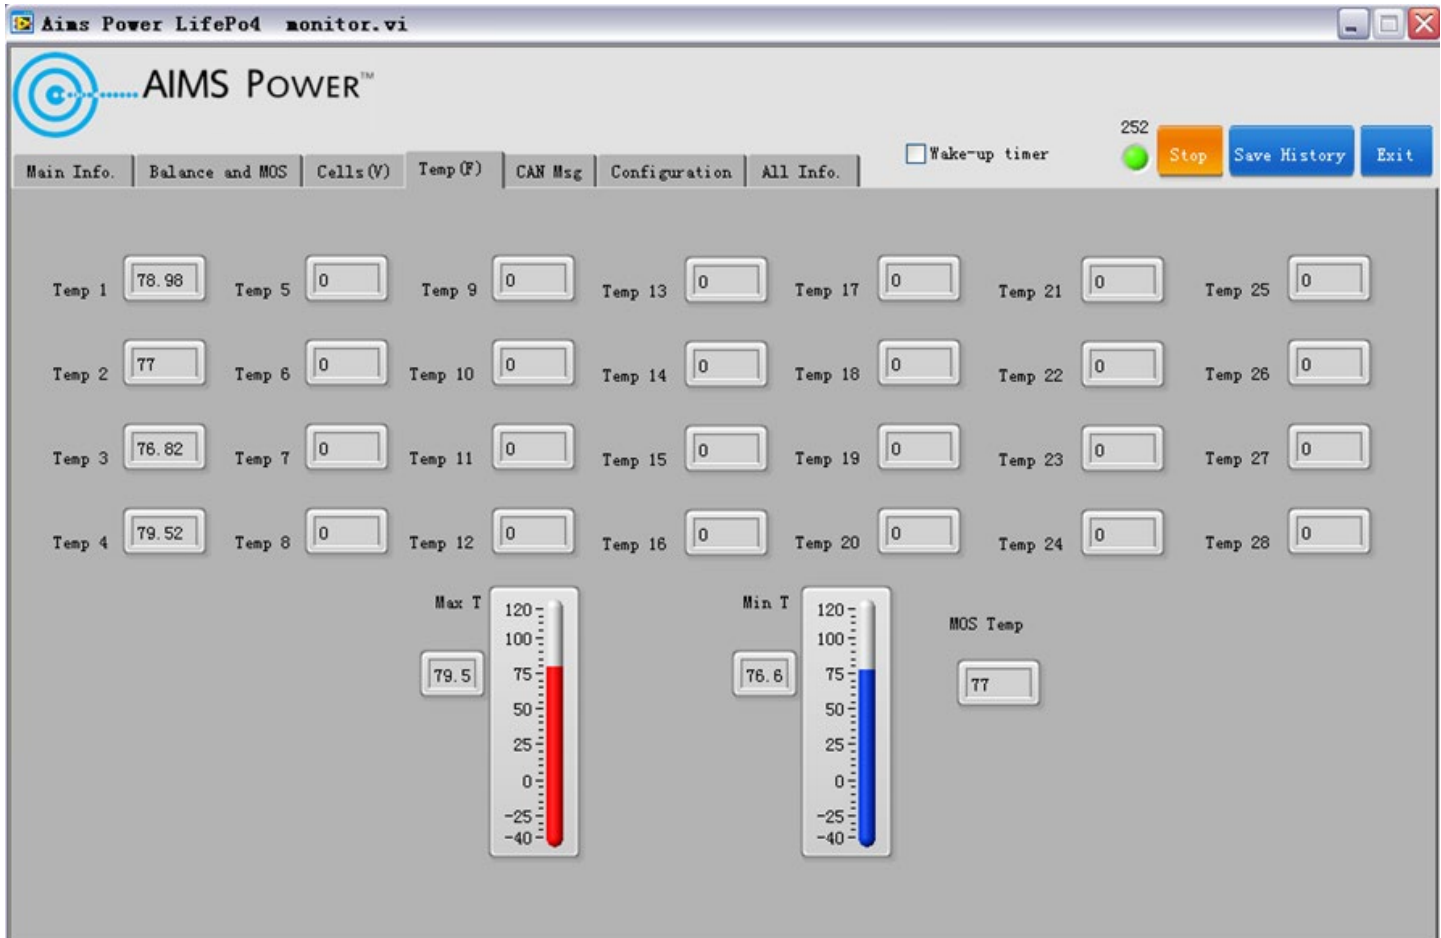 Aims Power LifePo4 monitor.vi
AIMS POWER™
252
Wake-up timer
Stop
Save History
Exit
Main Info.
Balance and MOS
Cells(V)
Temp(F)
CAN Msg
Configuration
All Info.
Temp 1 78.98 Temp 5 0 Temp 9 0 Temp 13 0 Temp 17 0 Temp 21 0 Temp 25 0
Temp 2 77 Temp 6 0 Temp 10 0 Temp 14 0 Temp 18 0 Temp 22 0 Temp 26 0
Temp 3 76.82 Temp 7 0 Temp 11 0 Temp 15 0 Temp 19 0 Temp 23 0 Temp 27 0
Temp 4 79.52 Temp 8 0 Temp 12 0 Temp 16 0 Temp 20 0 Temp 24 0 Temp 28 0
Max T
79.5
120
100
75
50
25
0
-25
-40
Min T
76.6
120
100
75
50
25
0
-25
-40
MOS Temp
77